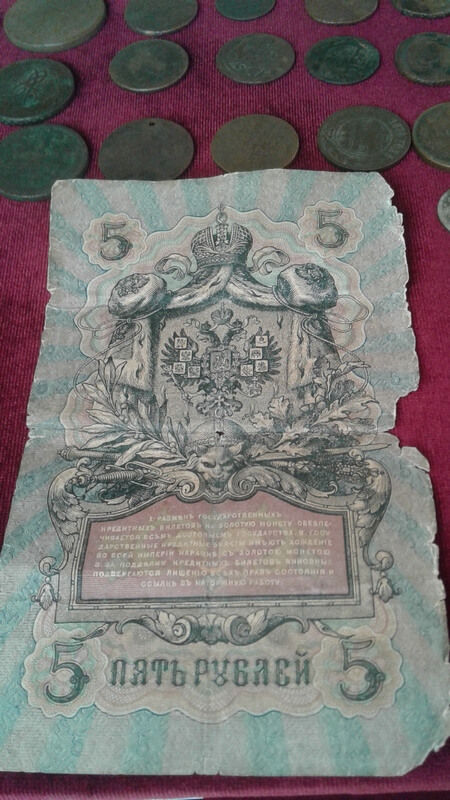 5 5
1. РАЗМѢНЪ ГОСУДАРСТВЕННЫХЪ
КРЕДИТНЫХЪ БИЛЕТОВЪ НА ЗОЛОТУЮ МОНЕТУ ОБЕЗПЕ-
ЧИВАЕТСЯ ВСѢМЪ ДОСТОЯНІЕМЪ ГОСУДАРСТВА. 2. ГОСУ-
ДАРСТВЕННЫЕ КРЕДИТНЫЕ БИЛЕТЫ ИМѢЮТЪ ХОЖДЕНІЕ
ВО ВСЕЙ ИМПЕРІИ НАРАВНѢ СЪ ЗОЛОТОЮ МОНЕТОЮ
3. ЗА ПОДДѢЛКУ КРЕДИТНЫХЪ БИЛЕТОВЪ ВИНОВНЫЕ
ПОДВЕРГАЮТСЯ ЛИШЕНІЮ ВСѢХЪ ПРАВЪ СОСТОЯНІЯ И
ССЫЛКѢ ВЪ КАТОРЖНУЮ РАБОТУ.
5 ПЯТЬ РУБЛЕЙ 5